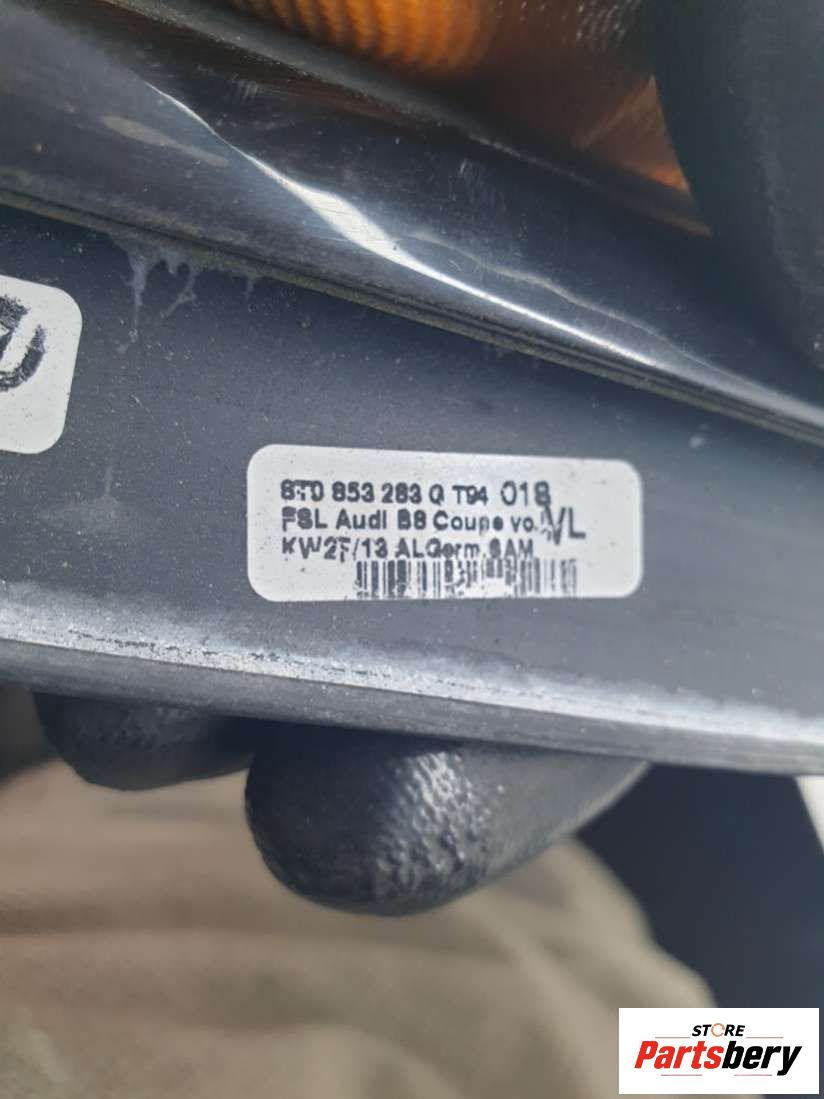 8T0 853 283 Q T94 018
FSL Audi B8 Coupe vo. VL
KW2F/13 ALGerm.SAM
STORE
Partsbery